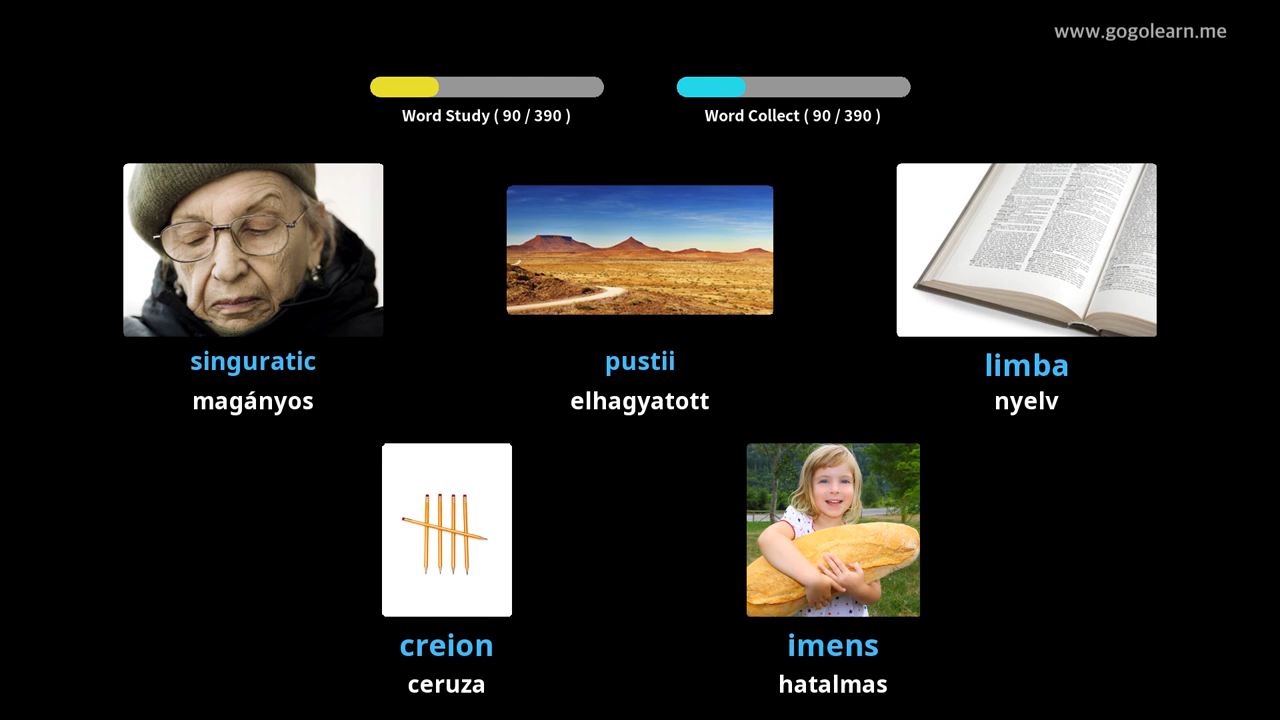 www.gogolearn.me
Word Study ( 90 / 390 )
Word Collect ( 90 / 390 )
singuratic
magányos
pustii
elhagyatott
limba
nyelv
creion
ceruza
imens
hatalmas